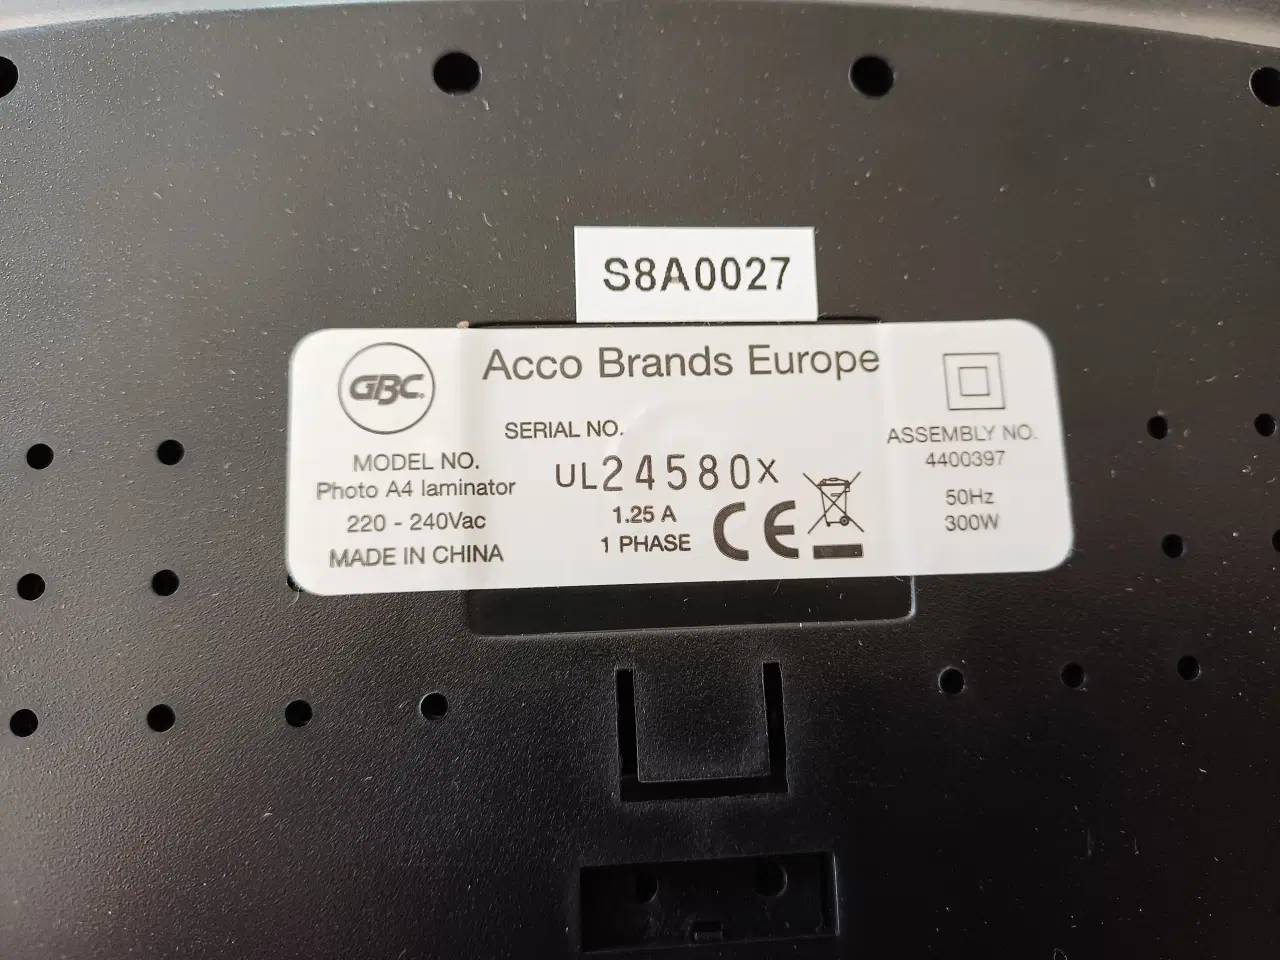 S8A0027
GBC
Acco Brands Europe
SERIAL NO.
UL24580X
MODEL NO.
Photo A4 laminator
220 - 240Vac
MADE IN CHINA
1.25 A
1 PHASE
CE
ASSEMBLY NO.
4400397
50Hz
300W